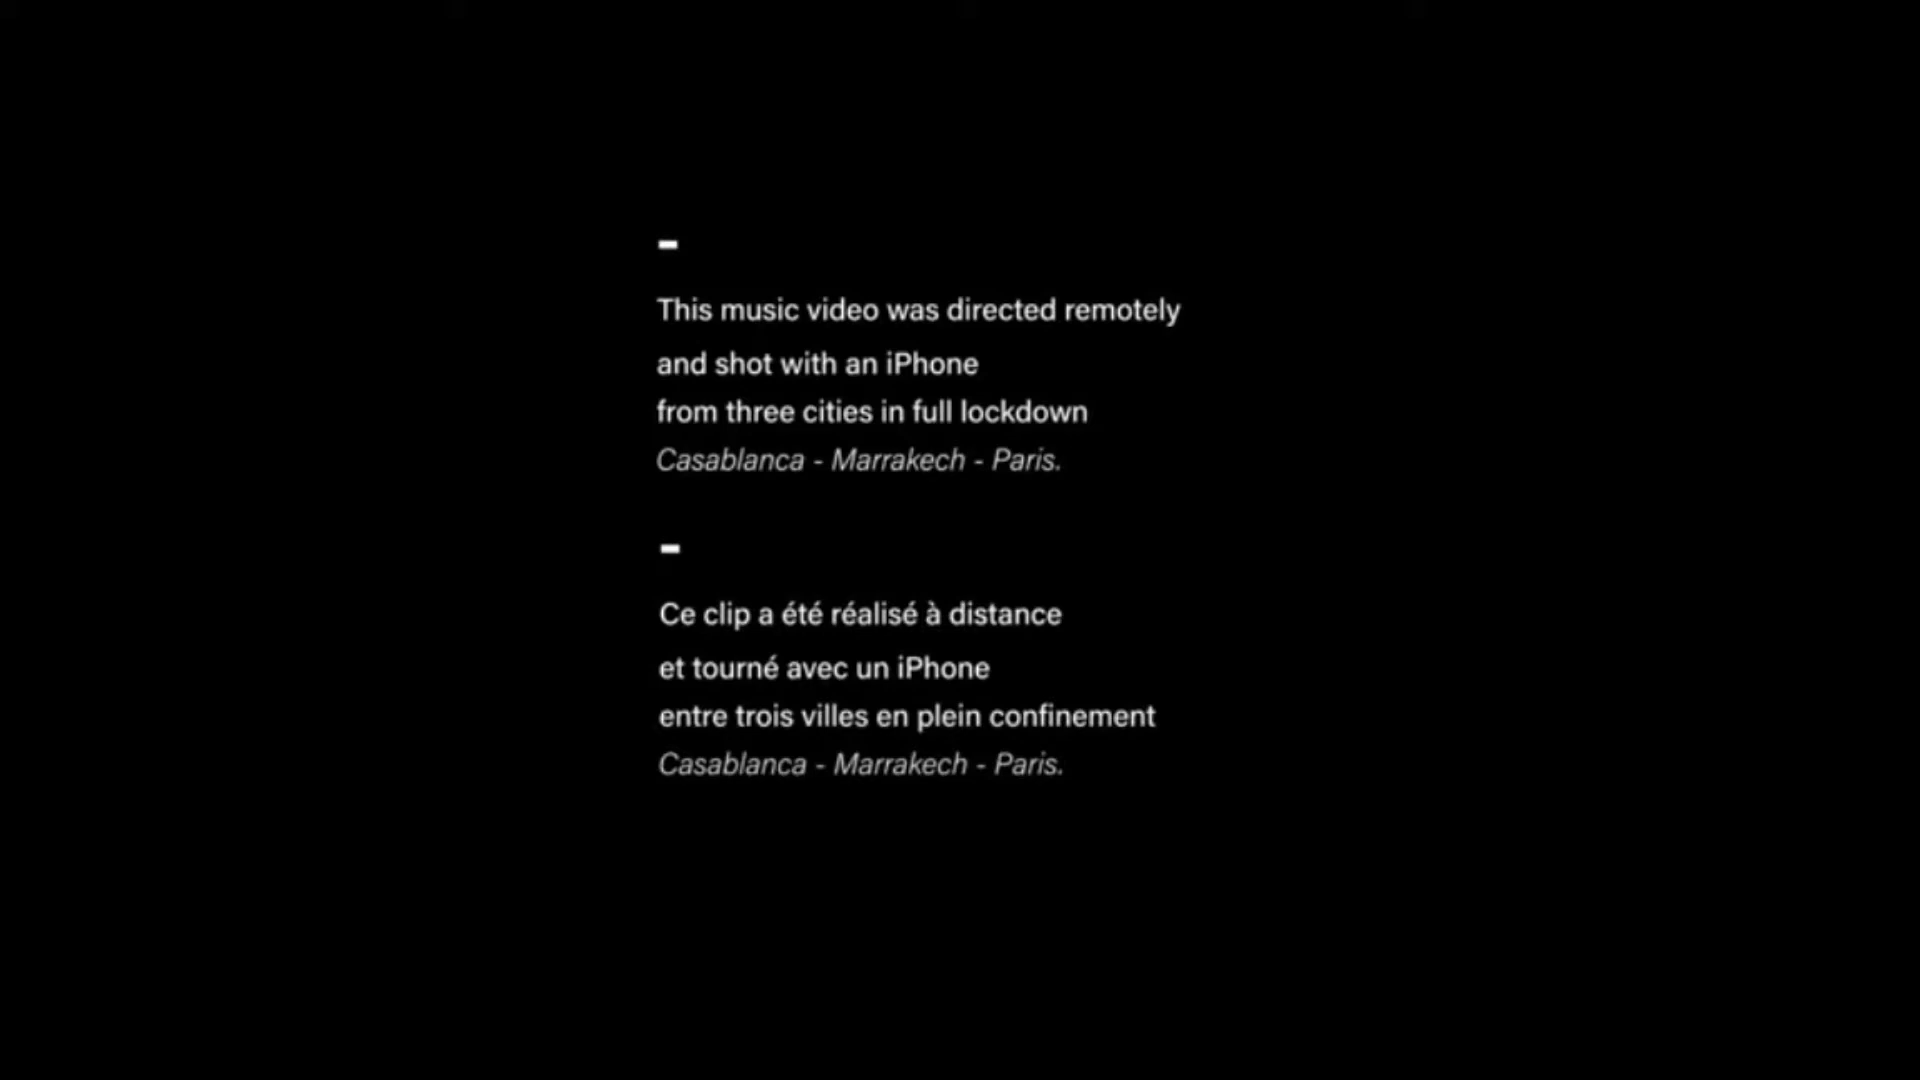 -
This music video was directed remotely
and shot with an iPhone
from three cities in full lockdown
Casablanca - Marrakech - Paris.
-
Ce clip a été réalisé à distance
et tourné avec un iPhone
entre trois villes en plein confinement
Casablanca - Marrakech - Paris.